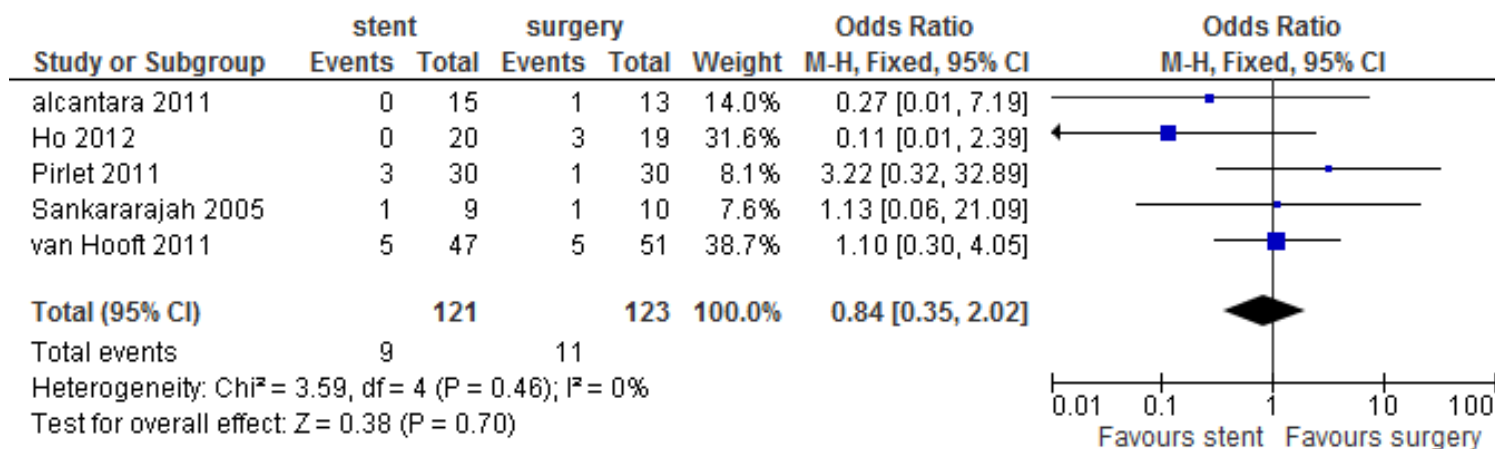 stent surgery Odds Ratio Odds Ratio
Study or Subgroup Events Total Events Total Weight M-H, Fixed, 95% CI M-H, Fixed, 95% CI
alcantara 2011 0 15 1 13 14.0% 0.27 [0.01, 7.19]
Ho 2012 0 20 3 19 31.6% 0.11 [0.01, 2.39]
Pirlet 2011 3 30 1 30 8.1% 3.22 [0.32, 32.89]
Sankararajah 2005 1 9 1 10 7.6% 1.13 [0.06, 21.09]
van Hooft 2011 5 47 5 51 38.7% 1.10 [0.30, 4.05]
Total (95% CI) 121 123 100.0% 0.84 [0.35, 2.02]
Total events 9 11
Heterogeneity: Chi² = 3.59, df = 4 (P = 0.46); I² = 0%
Test for overall effect: Z = 0.38 (P = 0.70)
0.01 0.1 1 10 100
Favours stent Favours surgery